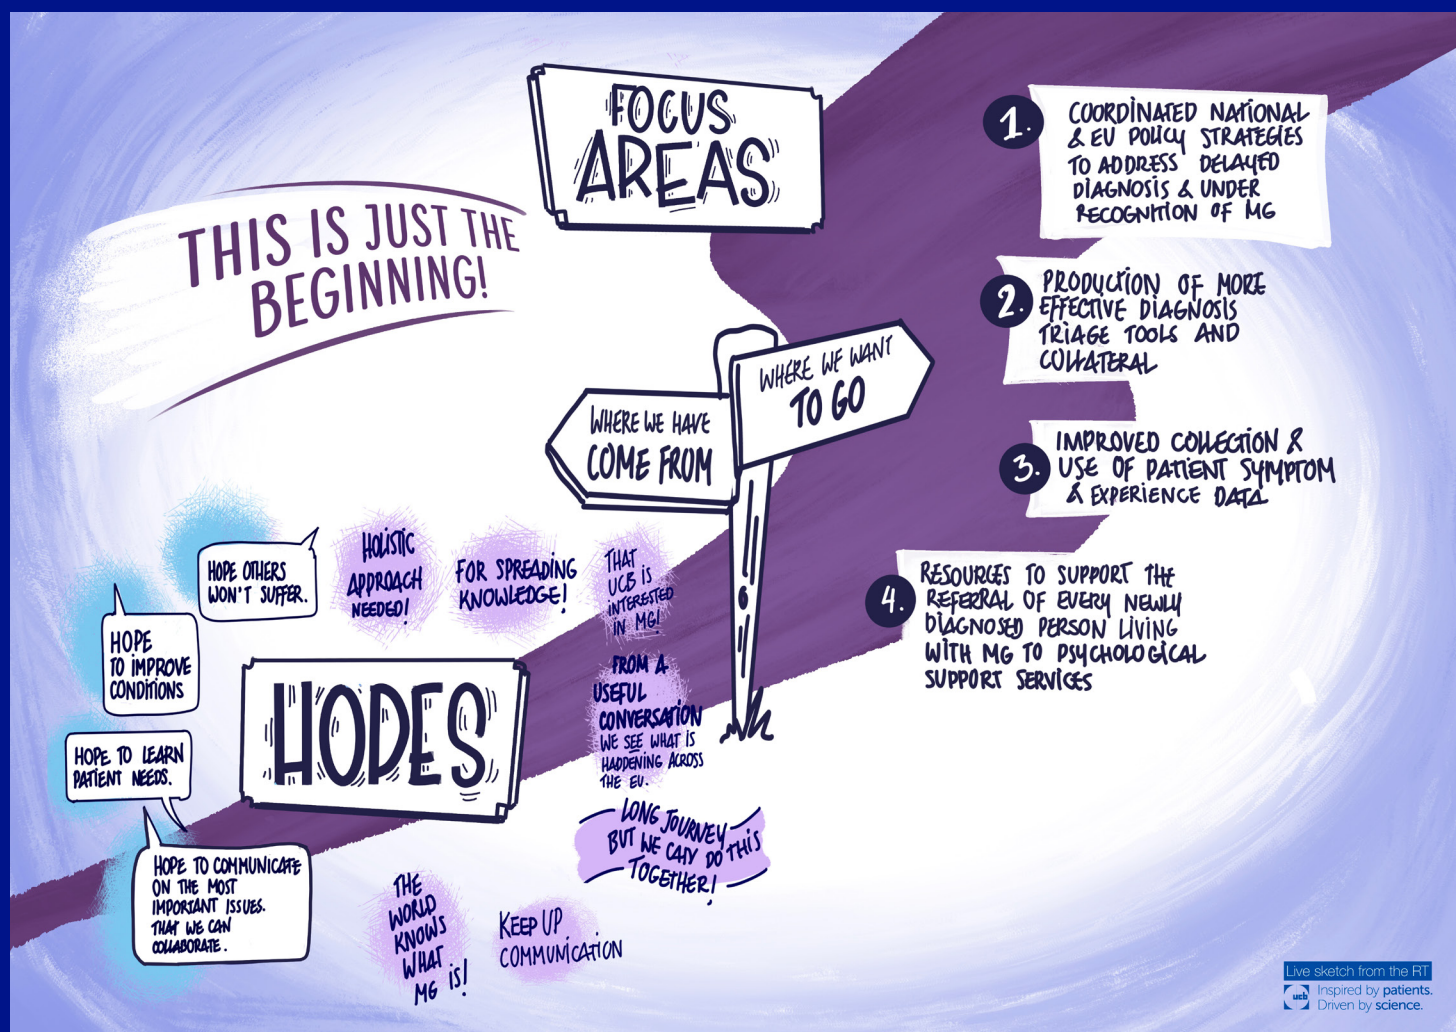 FOCUS
AREAS
THIS IS JUST THE
BEGINNING!
WHERE WE HAVE
COME FROM
WHERE WE WANT
TO GO
1.
COORDINATED NATIONAL
& EU POLICY STRATEGIES
TO ADDRESS DELAYED
DIAGNOSIS & UNDER
RECOGNITION OF MG
2.
PRODUCTION OF MORE
EFFECTIVE DIAGNOSIS
TRIAGE TOOLS AND
COLLATERAL
3.
IMPROVED COLLECTION &
USE OF PATIENT SYMPTOM
& EXPERIENCE DATA
4.
RESOURCES TO SUPPORT THE
REFERRAL OF EVERY NEWLY
DIAGNOSED PERSON LIVING
WITH MG TO PSYCHOLOGICAL
SUPPORT SERVICES
HOPES
HOPE OTHERS
WON'T SUFFER.
HOPE
TO IMPROVE
CONDITIONS
HOPE TO LEARN
PATIENT NEEDS.
HOPE TO COMMUNICATE
ON THE MOST
IMPORTANT ISSUES.
THAT WE CAN
COLLABORATE.
HOLISTIC
APPROACH
NEEDED!
FOR SPREADING
KNOWLEDGE!
THAT
UCB IS
INTERESTED
IN MG!
FROM A
USEFUL
CONVERSATION
WE SEE WHAT IS
HAPPENING ACROSS
THE EU.
LONG JOURNEY
BUT WE CAN DO THIS
TOGETHER!
THE
WORLD
KNOWS
WHAT
MG IS!
KEEP UP
COMMUNICATION
Live sketch from the RT
ucb
Inspired by patients.
Driven by science.